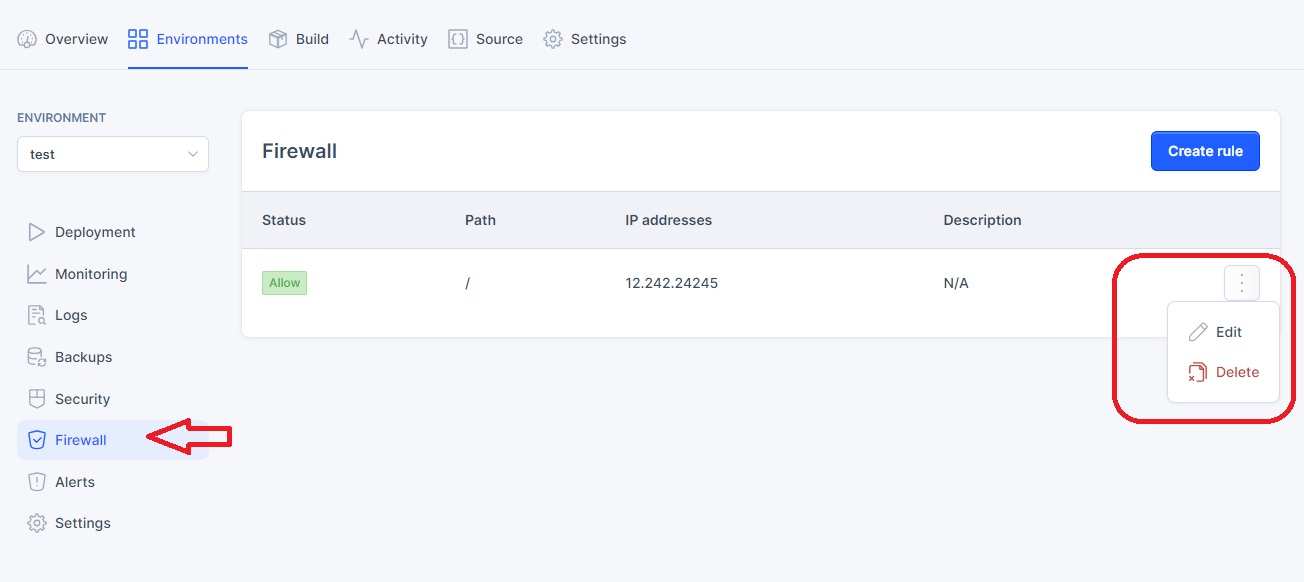 Overview Environments Build Activity Source Settings
ENVIRONMENT
test
Deployment
Monitoring
Logs
Backups
Security
Firewall
Alerts
Settings
Firewall
Create rule
Status Path IP addresses Description
Allow / 12.242.24245 N/A
Edit
Delete